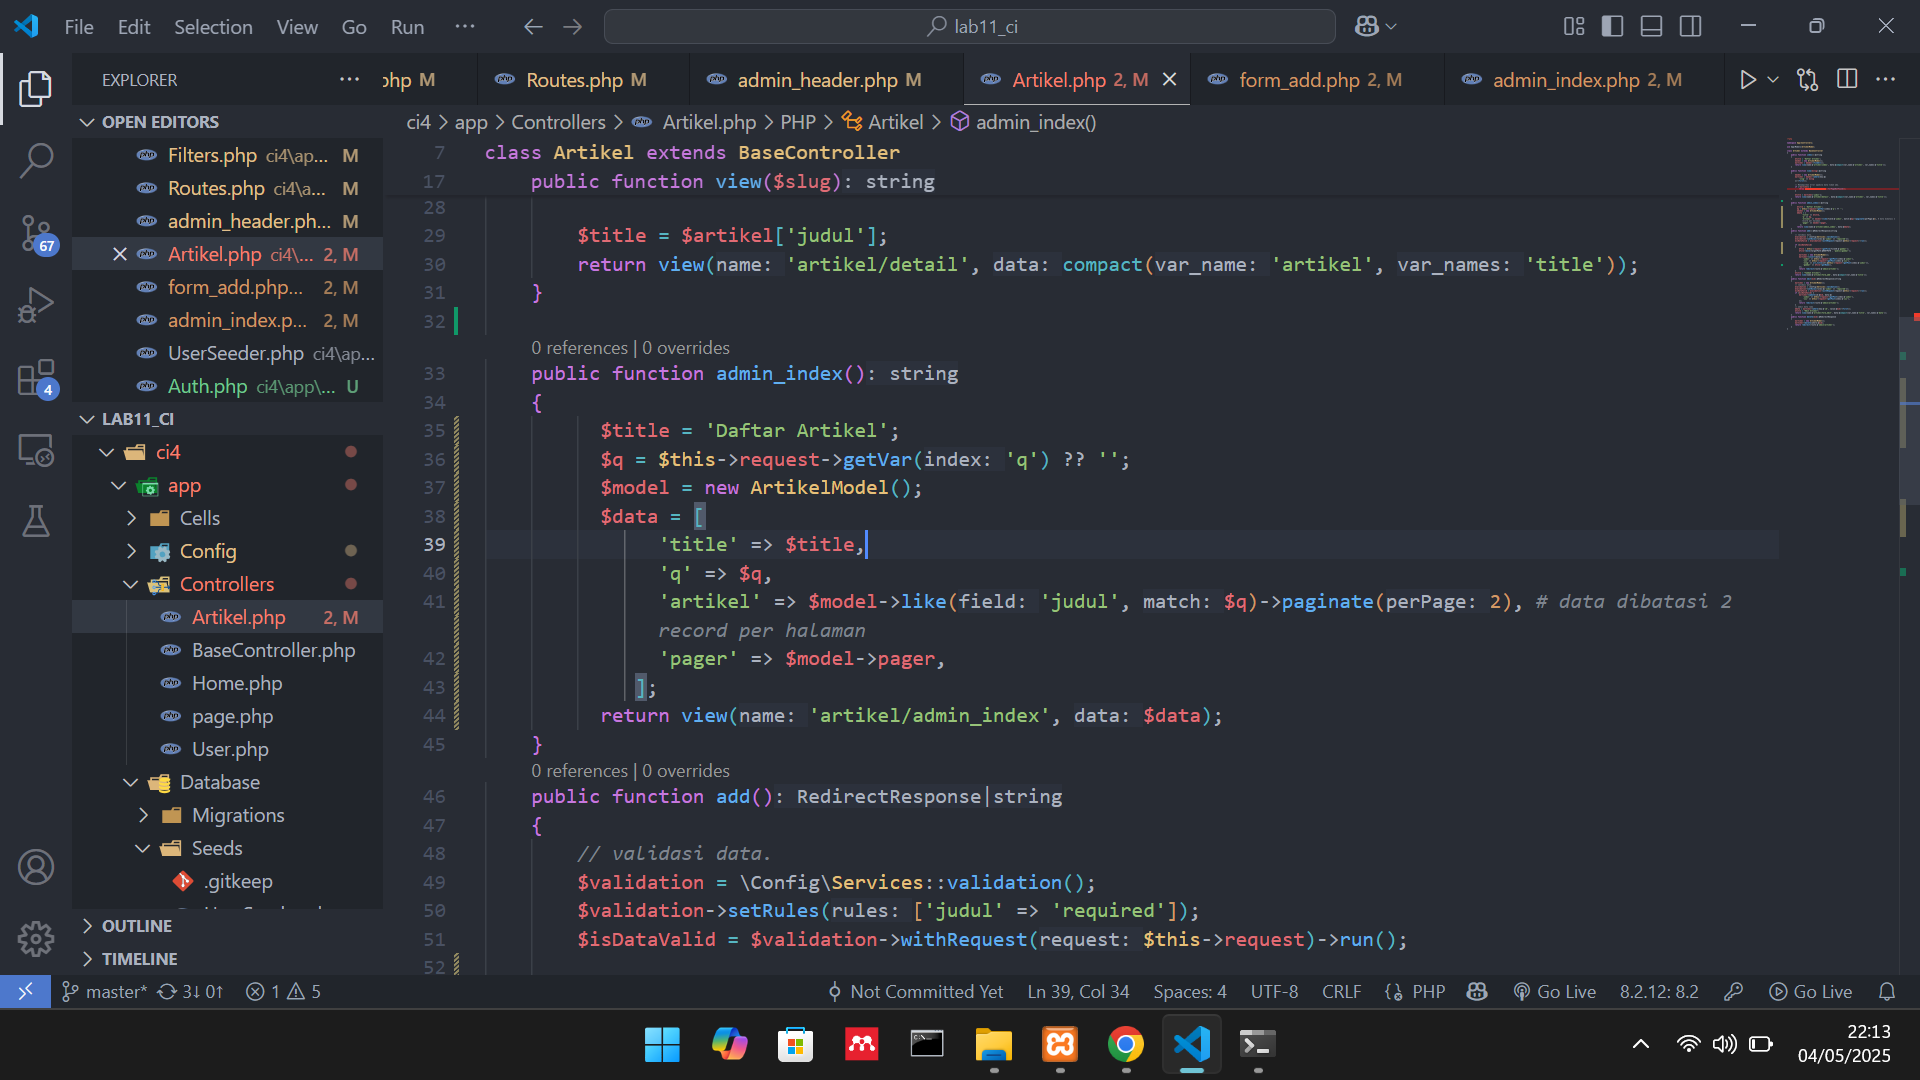 File Edit Selection View Go Run ··· lab11_ci
EXPLORER ···
php M Routes.php M admin_header.php M Artikel.php 2, M form_add.php 2, M admin_index.php 2, M ···
OPEN EDITORS
Filters.php ci4\ap... M
Routes.php ci4\a... M
admin_header.ph... M
Artikel.php ci4\... 2, M
form_add.php... 2, M
admin_index.p... 2, M
UserSeeder.php ci4\ap...
Auth.php ci4\app\... U
LAB11_CI
ci4
app
Cells
Config
Controllers
Artikel.php 2, M
BaseController.php
Home.php
page.php
User.php
Database
Migrations
Seeds
.gitkeep
OUTLINE
TIMELINE
67
4
ci4 > app > Controllers > Artikel.php > PHP > Artikel > admin_index()
7 class Artikel extends BaseController
17 public function view($slug): string
28
29 $title = $artikel['judul'];
30 return view(name: 'artikel/detail', data: compact(var_name: 'artikel', var_names: 'title'));
31 }
32
0 references | 0 overrides
33 public function admin_index(): string
34 {
35 $title = 'Daftar Artikel';
36 $q = $this->request->getVar(index: 'q') ?? '';
37 $model = new ArtikelModel();
38 $data = [
39 'title' => $title,
40 'q' => $q,
41 'artikel' => $model->like(field: 'judul', match: $q)->paginate(perPage: 2), # data dibatasi 2
record per halaman
42 'pager' => $model->pager,
43 ];
44 return view(name: 'artikel/admin_index', data: $data);
45 }
0 references | 0 overrides
46 public function add(): RedirectResponse|string
47 {
48 // validasi data.
49 $validation = \Config\Services::validation();
50 $validation->setRules(rules: ['judul' => 'required']);
51 $isDataValid = $validation->withRequest(request: $this->request)->run();
52
master* 3↓ 0↑ 1 5 Not Committed Yet Ln 39, Col 34 Spaces: 4 UTF-8 CRLF PHP Go Live 8.2.12: 8.2 Go Live
22:13
04/05/2025